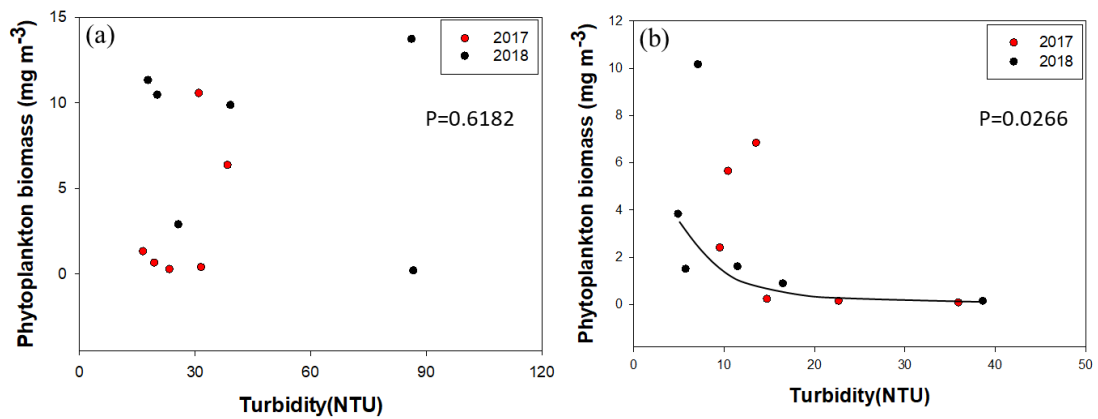 (a)
2017
2018
P=0.6182
Phytoplankton biomass (mg m-3)
15
10
5
0
0 30 60 90 120
Turbidity(NTU)
(b)
2017
2018
P=0.0266
Phytoplankton biomass (mg m-3)
12
10
8
6
4
2
0
0 10 20 30 40 50
Turbidity(NTU)